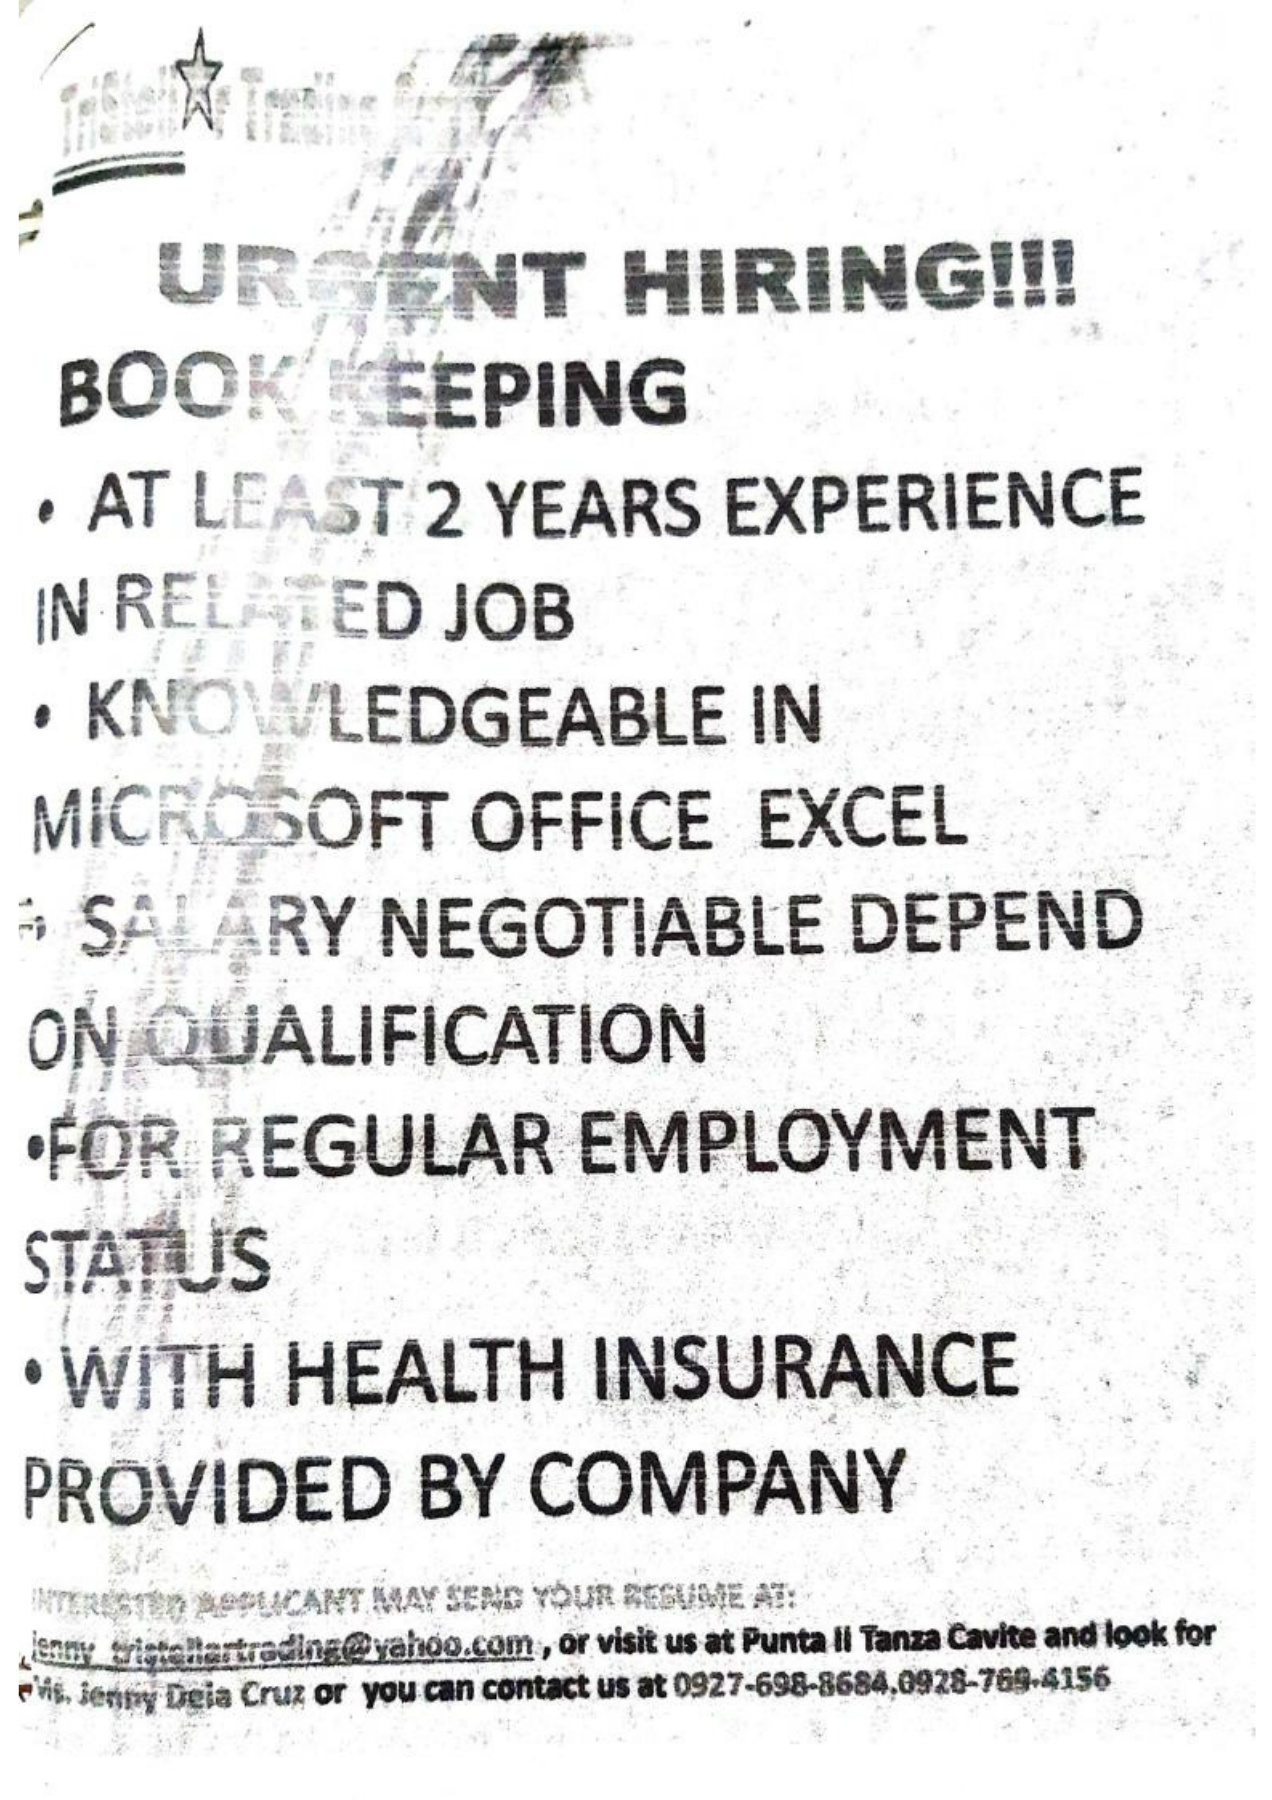 TriStellar Trading
URGENT HIRING!!!
BOOK KEEPING
• AT LEAST 2 YEARS EXPERIENCE
IN RELATED JOB
• KNOWLEDGEABLE IN
MICROSOFT OFFICE EXCEL
• SALARY NEGOTIABLE DEPEND
ON QUALIFICATION
•FOR REGULAR EMPLOYMENT
STATUS
• WITH HEALTH INSURANCE
PROVIDED BY COMPANY
INTERESTED APPLICANT MAY SEND YOUR RESUME AT:
jenny_tristellartrading@yahoo.com , or visit us at Punta II Tanza Cavite and look for
Ms. Jenny Dela Cruz or you can contact us at 0927-698-8684,0928-769-4156